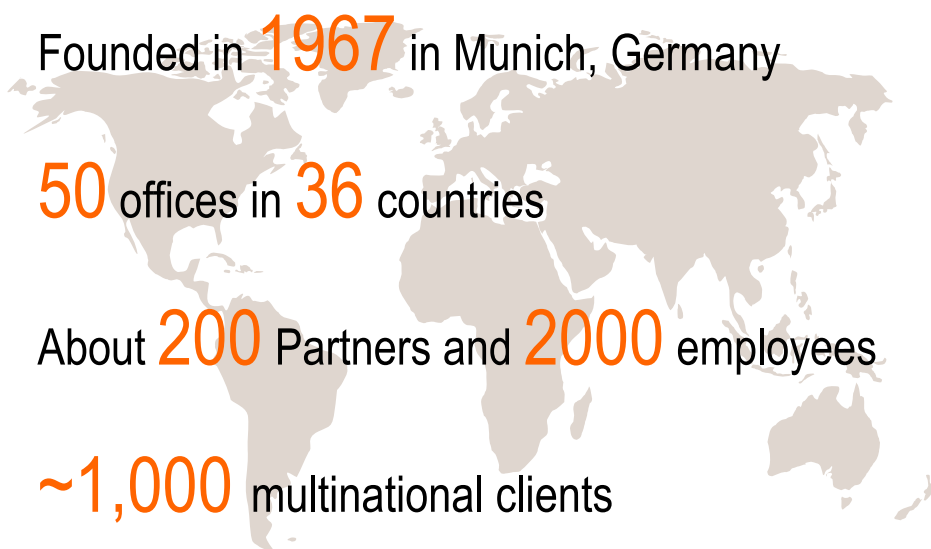 Founded in 1967 in Munich, Germany
50 offices in 36 countries
About 200 Partners and 2000 employees
~1,000 multinational clients